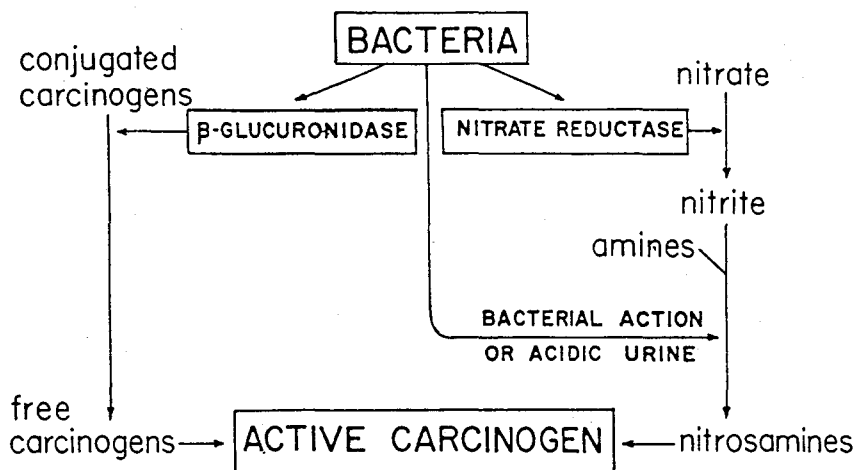 BACTERIA
conjugated
carcinogens
nitrate
β-GLUCURONIDASE
NITRATE REDUCTASE
nitrite
amines
BACTERIAL ACTION
OR ACIDIC URINE
free
carcinogens
ACTIVE CARCINOGEN
nitrosamines